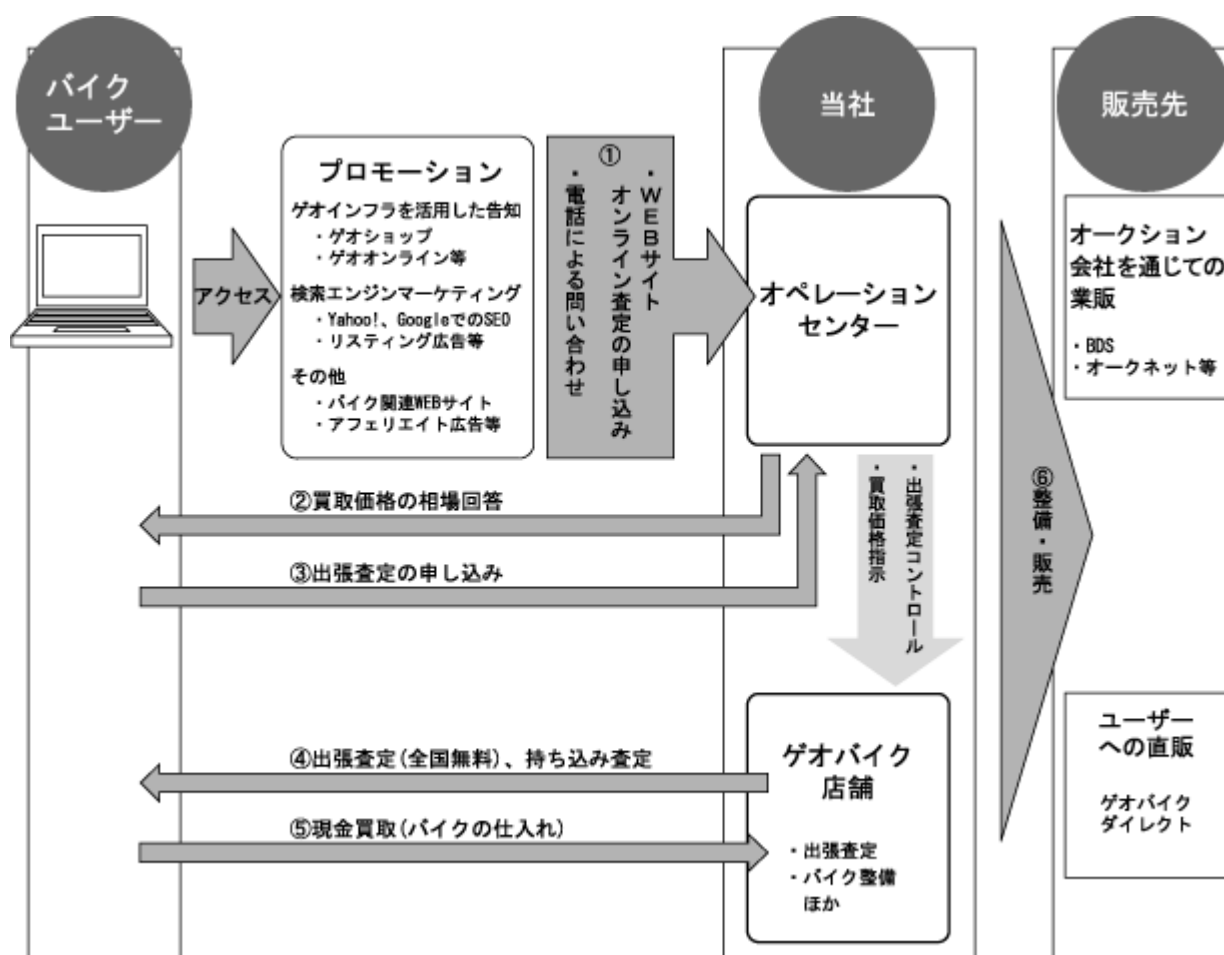 バイク
ユーザー
当社
販売先
プロモーション
ゲオインフラを活用した告知
・ゲオショップ
・ゲオオンライン等
検索エンジンマーケティング
・Yahoo!、GoogleでのSEO
・リスティング広告等
その他
・バイク関連WEBサイト
・アフェリエイト広告等
アクセス
①
・WEBサイト
オンライン査定の申し込み
・電話による問い合わせ
オペレーション
センター
オークション
会社を通じての
業販
・BDS
・オークネット等
②買取価格の相場回答
③出張査定の申し込み
・出張査定コントロール
・買取価格指示
⑥整備・販売
④出張査定(全国無料)、持ち込み査定
⑤現金買取(バイクの仕入れ)
ゲオバイク
店舗
・出張査定
・バイク整備
ほか
ユーザー
への直販
ゲオバイク
ダイレクト